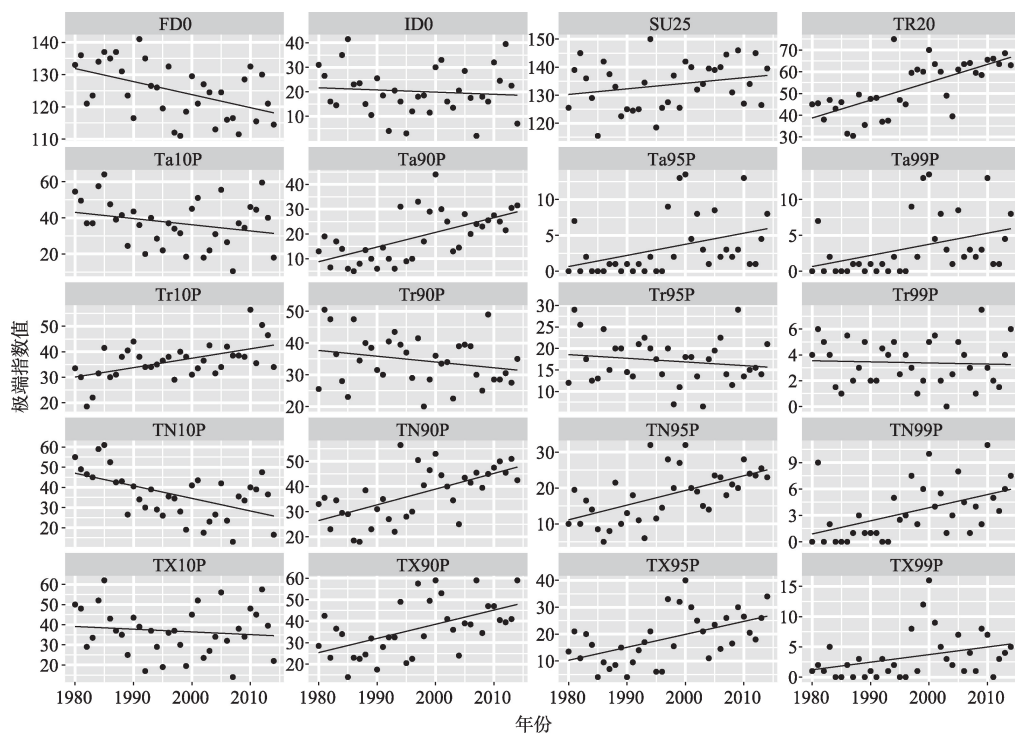 FD0 ID0 SU25 TR20
140 130 120 110
40 30 20 10
150 140 130 120
70 60 50 40 30
Ta10P Ta90P Ta95P Ta99P
60 40 20
40 30 20 10
10 5 0
10 5 0
Tr10P Tr90P Tr95P Tr99P
50 40 30 20
50 40 30 20
30 25 20 15 10
6 4 2 0
TN10P TN90P TN95P TN99P
60 50 40 30 20
50 40 30 20
30 20 10
9 6 3 0
TX10P TX90P TX95P TX99P
60 50 40 30 20
60 50 40 30 20
40 30 20 10
15 10 5 0
1980 1990 2000 2010 1980 1990 2000 2010 1980 1990 2000 2010 1980 1990 2000 2010
极端指数值
年份